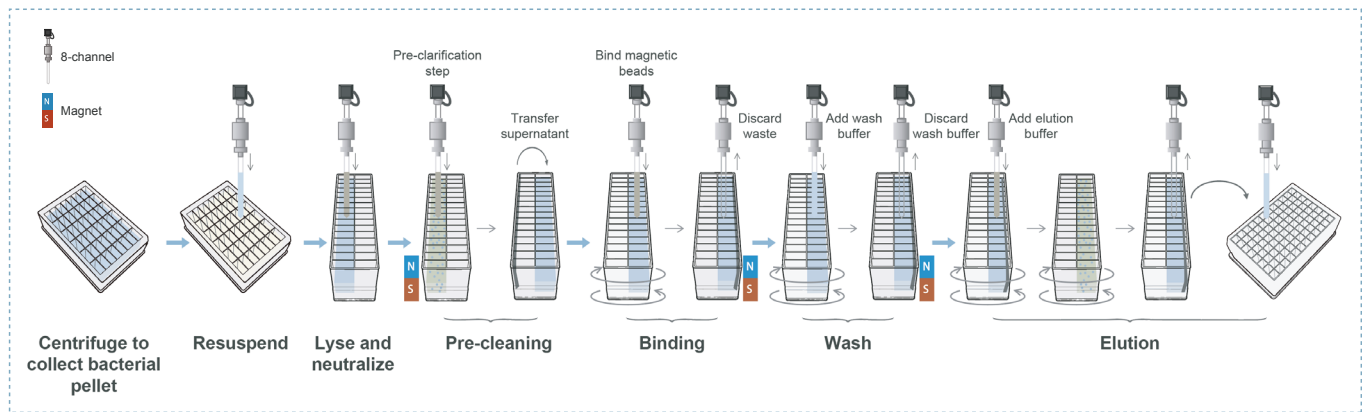 8-channel
N
S
Magnet
Pre-clarification
step
Transfer
supernatant
Bind magnetic
beads
Discard
waste
Add wash
buffer
Discard
wash buffer
Add elution
buffer
N
S
N
S
N
S
Centrifuge to
collect bacterial
pellet
Resuspend
Lyse and
neutralize
Pre-cleaning
Binding
Wash
Elution